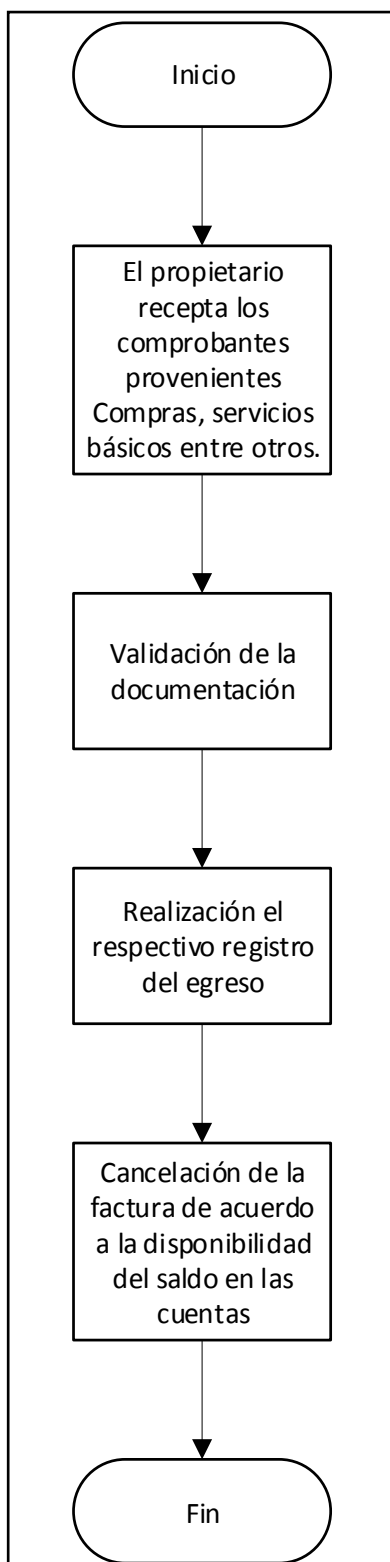 Inicio
El propietario
recepta los
comprobantes
provenientes
Compras, servicios
básicos entre otros.
Validación de la
documentación
Realización el
respectivo registro
del egreso
Cancelación de la
factura de acuerdo
a la disponibilidad
del saldo en las
cuentas
Fin